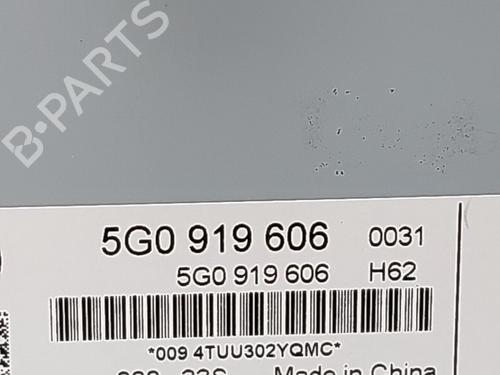 B-PARTS
5G0 919 606 0031
5G0 919 606 H62
*009 4TUU302YQMC*
Made in China